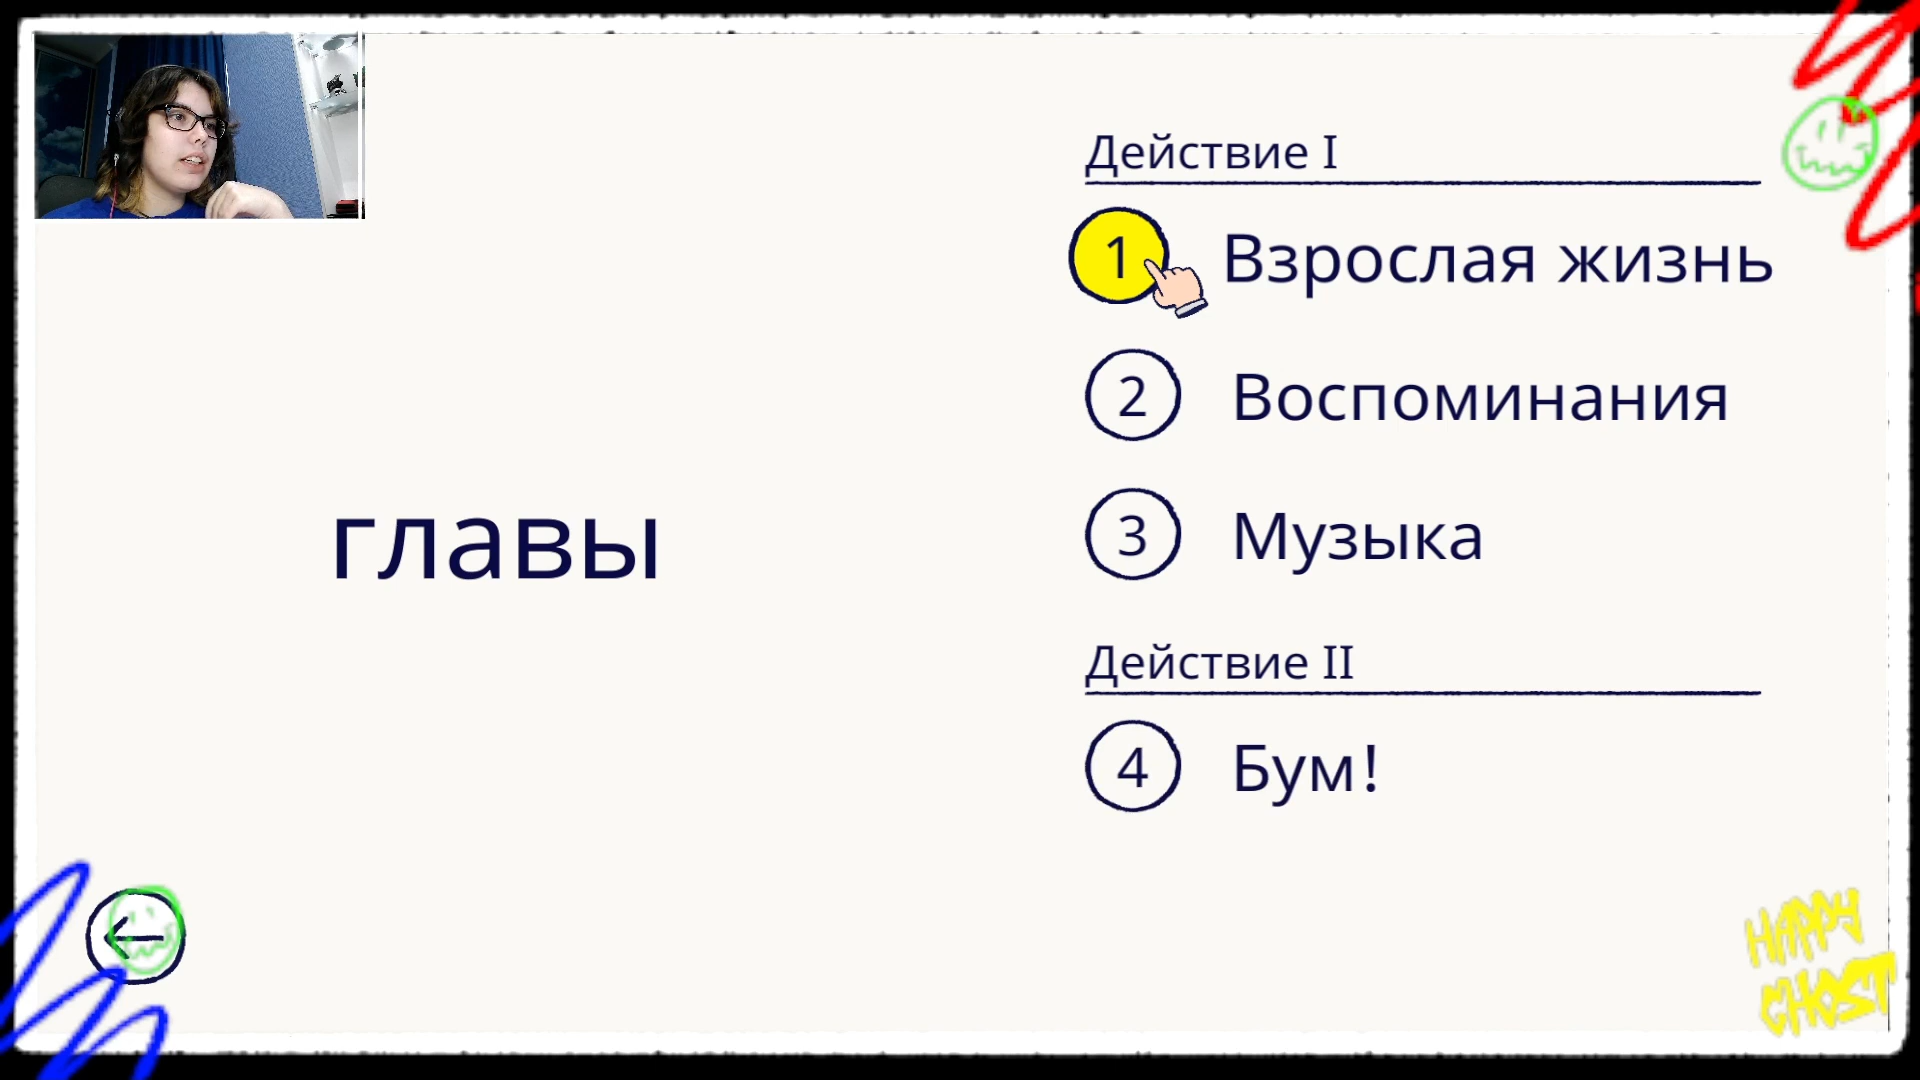 Действие I
1 Взрослая жизнь
2 Воспоминания
главы
3 Музыка
Действие II
4 Бум!
HAPPY
GHOST